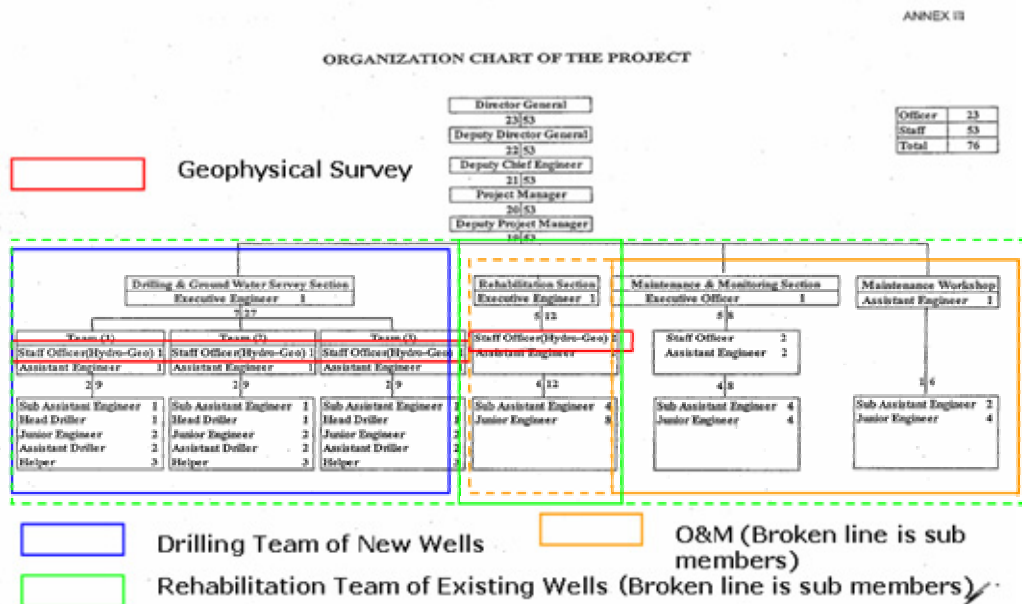 ANNEX III
ORGANIZATION CHART OF THE PROJECT
Director General
23|53
Deputy Director General
22|53
Deputy Chief Engineer
21|53
Project Manager
20|53
Deputy Project Manager
19|53
Officer 23
Staff 53
Total 76
Geophysical Survey
Drilling & Ground Water Servey Section
Executive Engineer 1
7|27
Team (1)
Staff Officer(Hydro-Geo) 1
Assistant Engineer 1
2|9
Sub Assistant Engineer 1
Head Driller 1
Junior Engineer 2
Assistant Driller 2
Helper 3
Team (2)
Staff Officer(Hydro-Geo) 1
Assistant Engineer 1
2|9
Sub Assistant Engineer 1
Head Driller 1
Junior Engineer 2
Assistant Driller 2
Helper 3
Team (3)
Staff Officer(Hydro-Geo) 1
Assistant Engineer 1
2|9
Sub Assistant Engineer 1
Head Driller 1
Junior Engineer 2
Assistant Driller 2
Helper 3
Rehabilitation Section
Executive Engineer 1
5|12
Staff Officer(Hydro-Geo)
Assistant Engineer
12
Sub Assistant Engineer 4
Junior Engineer 8
Maintenance & Monitoring Section
Executive Officer 1
5|8
Staff Officer 2
Assistant Engineer 2
4|8
Sub Assistant Engineer 4
Junior Engineer 4
Maintenance Workshop
Assistant Engineer 1
6
Sub Assistant Engineer 2
Junior Engineer 4
Drilling Team of New Wells
O&M (Broken line is sub
members)
Rehabilitation Team of Existing Wells (Broken line is sub members)